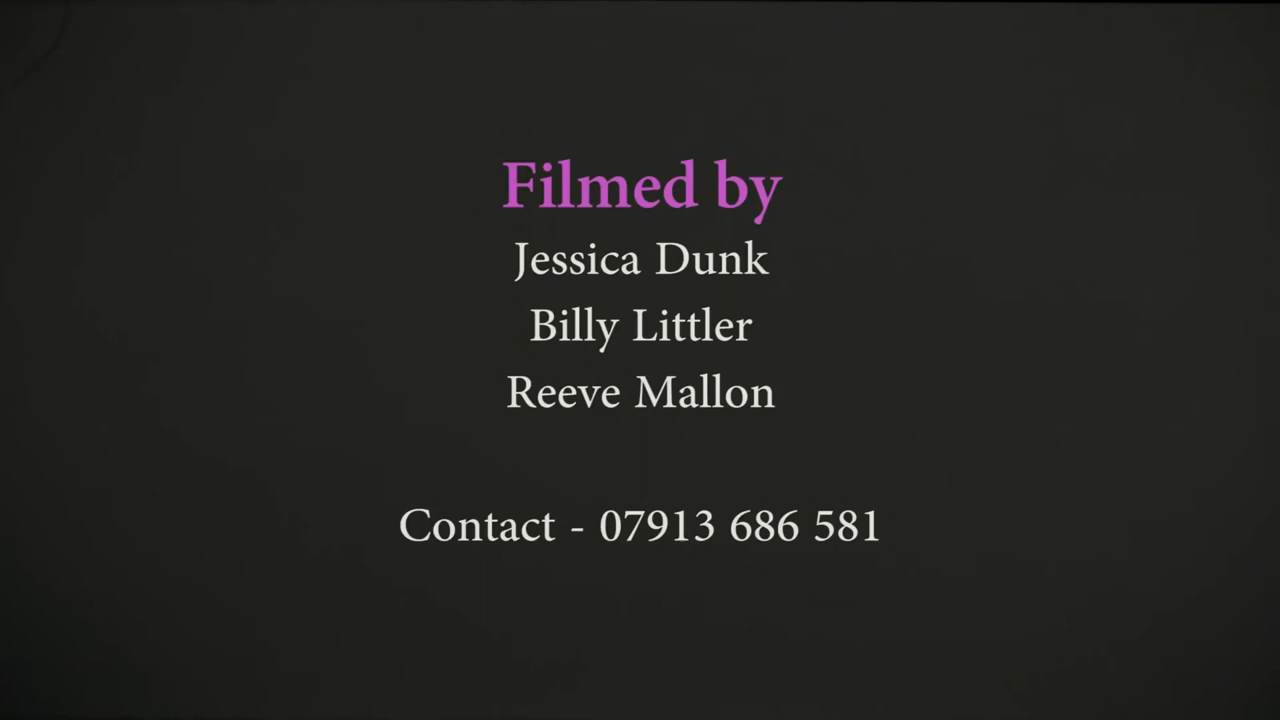 Filmed by
Jessica Dunk
Billy Littler
Reeve Mallon
Contact - 07913 686 581